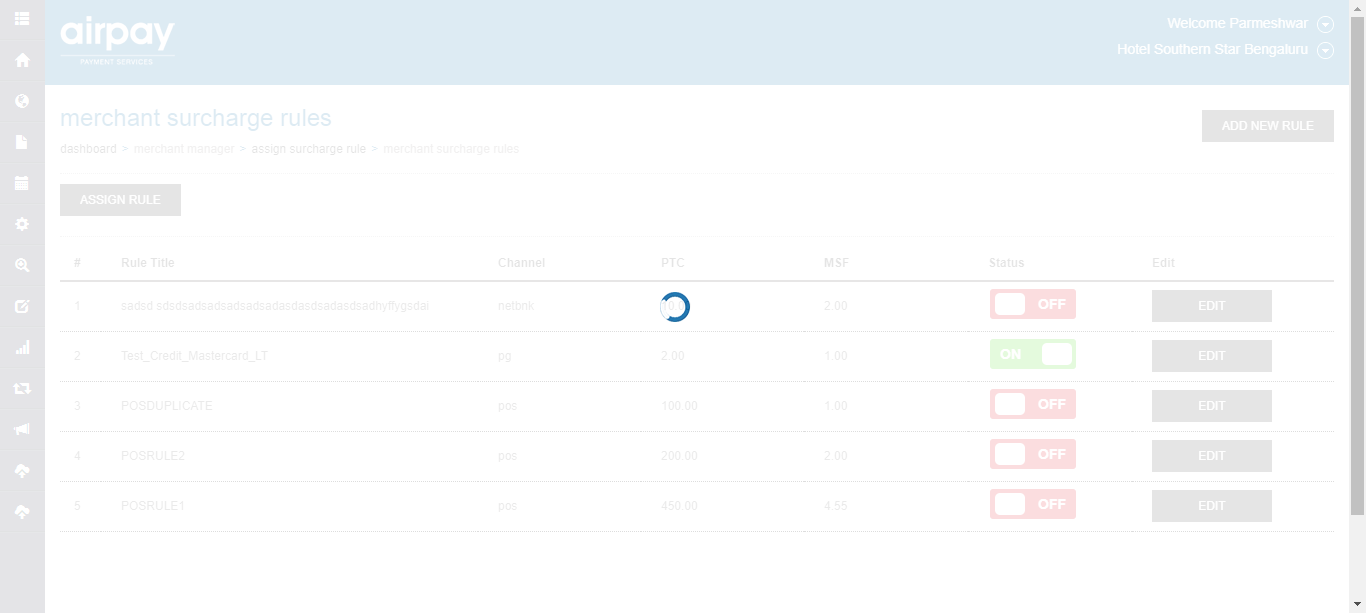 airpay
PAYMENT SERVICES
Welcome Parmeshwar
Hotel Southern Star Bengaluru
merchant surcharge rules
ADD NEW RULE
dashboard > merchant manager > assign surcharge rule > merchant surcharge rules
ASSIGN RULE
# Rule Title Channel PTC MSF Status Edit
1 netbnk 2.00 OFF EDIT
2 Test_Credit_Mastercard_LT pg 2.00 1.00 ON EDIT
3 POSDUPLICATE pos 100.00 1.00 OFF EDIT
4 POSRULE2 pos 200.00 2.00 OFF EDIT
5 POSRULE1 pos 450.00 4.55 OFF EDIT